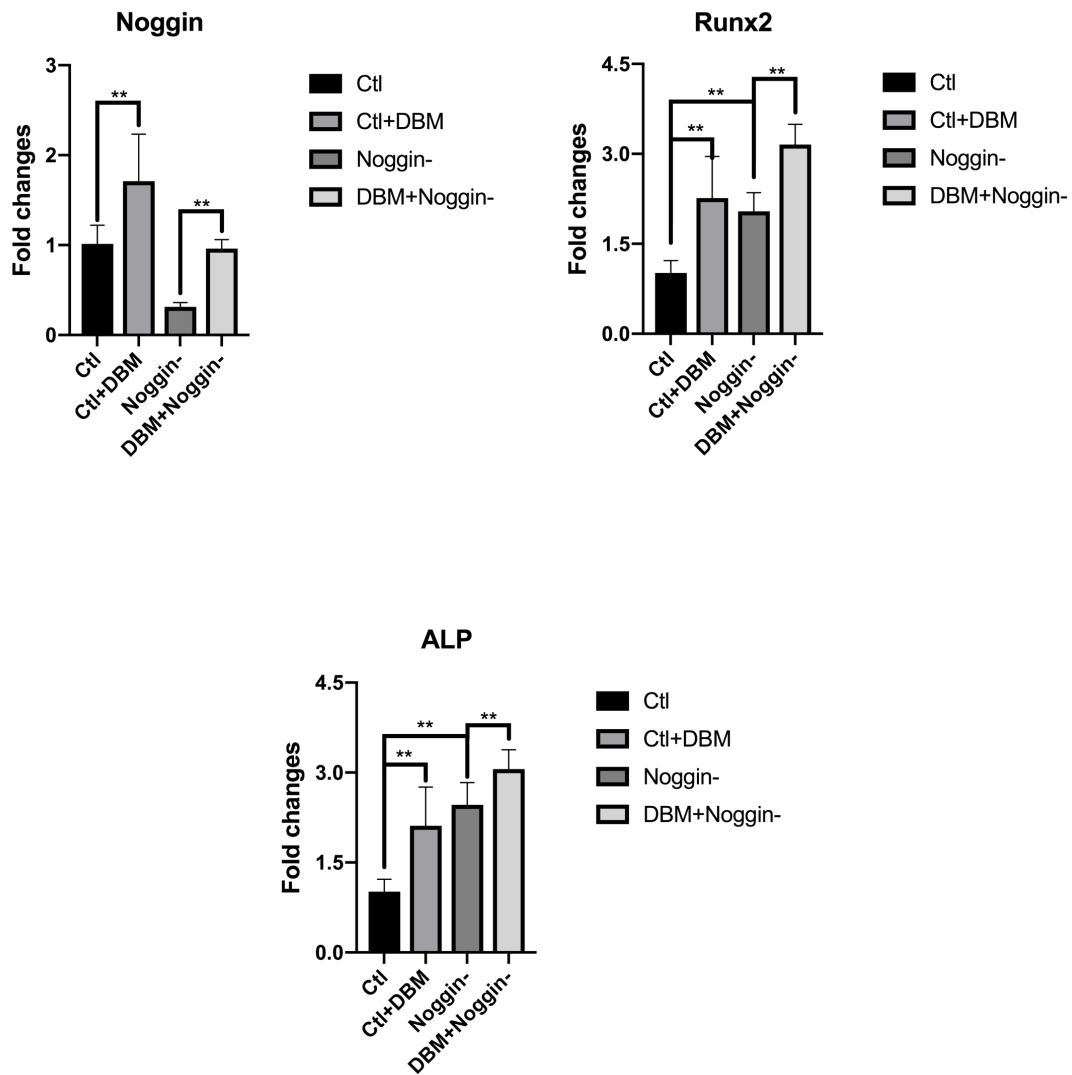 Noggin
3
2
1
0
Fold changes
**
**
Ctl
Ctl+DBM
Noggin-
DBM+Noggin-
Ctl
Ctl+DBM
Noggin-
DBM+Noggin-
Runx2
4.5
3.0
1.5
0.0
Fold changes
**
**
**
Ctl
Ctl+DBM
Noggin-
DBM+Noggin-
Ctl
Ctl+DBM
Noggin-
DBM+Noggin-
ALP
4.5
3.0
1.5
0.0
Fold changes
**
**
**
Ctl
Ctl+DBM
Noggin-
DBM+Noggin-
Ctl
Ctl+DBM
Noggin-
DBM+Noggin-